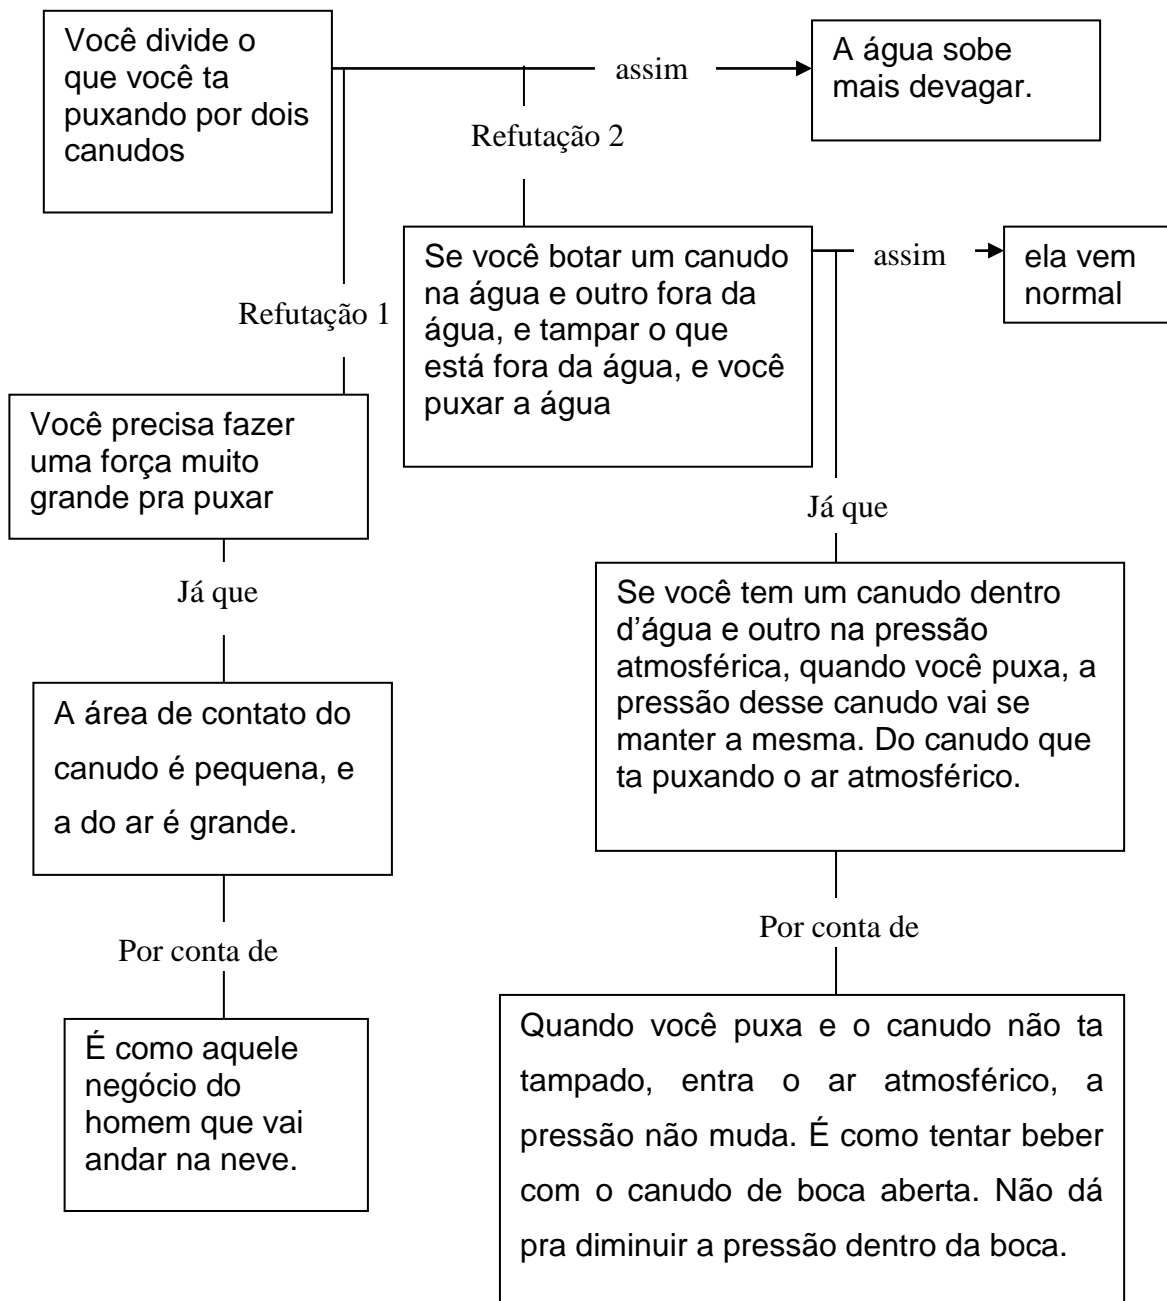 Você divide o
que você ta
puxando por dois
canudos
assim
A água sobe
mais devagar.
Refutação 2
Refutação 1
Se você botar um canudo
na água e outro fora da
água, e tampar o que
está fora da água, e você
puxar a água
assim
ela vem
normal
Você precisa fazer
uma força muito
grande pra puxar
Já que
A área de contato do
canudo é pequena, e
a do ar é grande.
Por conta de
É como aquele
negócio do
homem que vai
andar na neve.
Já que
Se você tem um canudo dentro
d’água e outro na pressão
atmosférica, quando você puxa, a
pressão desse canudo vai se
manter a mesma. Do canudo que
ta puxando o ar atmosférico.
Por conta de
Quando você puxa e o canudo não ta
tampado, entra o ar atmosférico, a
pressão não muda. É como tentar beber
com o canudo de boca aberta. Não dá
pra diminuir a pressão dentro da boca.